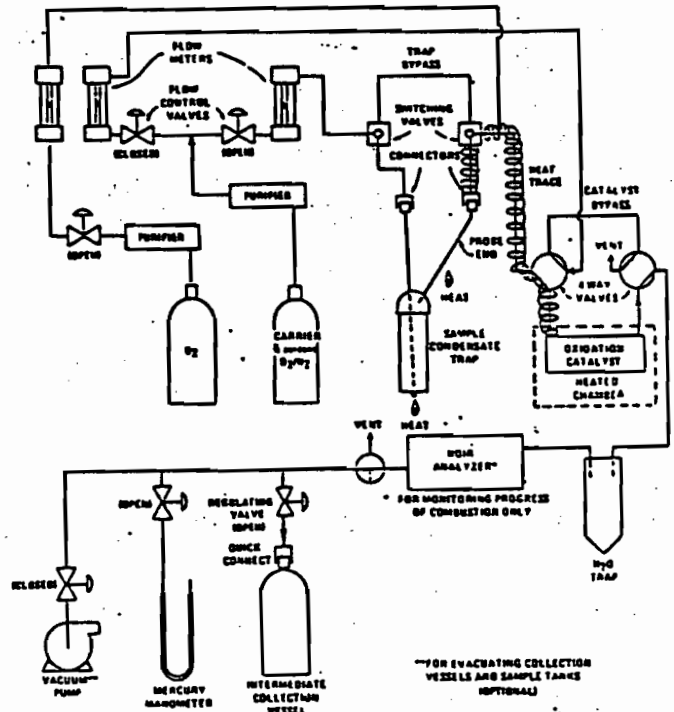 FLOW
METERS
TRAP
BYPASS
FLOW
CONTROL
VALVES
SWITCHING
VALVES
(CLOSED)
(OPEN)
CONNECTORS
HEAT
TRACE
CATALYST
BYPASS
PURIFIER
VENT
(OPEN)
PURIFIER
PROBE
END
4 WAY
VALVES
HEAT
O2
CARRIER
O2/N2
SAMPLE
CONDENSATE
TRAP
OXIDATION
CATALYST
HEATED
CHAMBER
VENT
HEAT
NDIR
ANALYZER*
(OPEN)
REGULATING
VALVE
(OPEN)
FOR MONITORING PROGRESS
OF COMBUSTION ONLY
QUICK
CONNECT
H2O
TRAP
(CLOSED)
VACUUM**
PUMP
MERCURY
MANOMETER
INTERMEDIATE
COLLECTION
VESSEL
**FOR EVACUATING COLLECTION
VESSELS AND SAMPLE TANKS
(OPTIONAL)